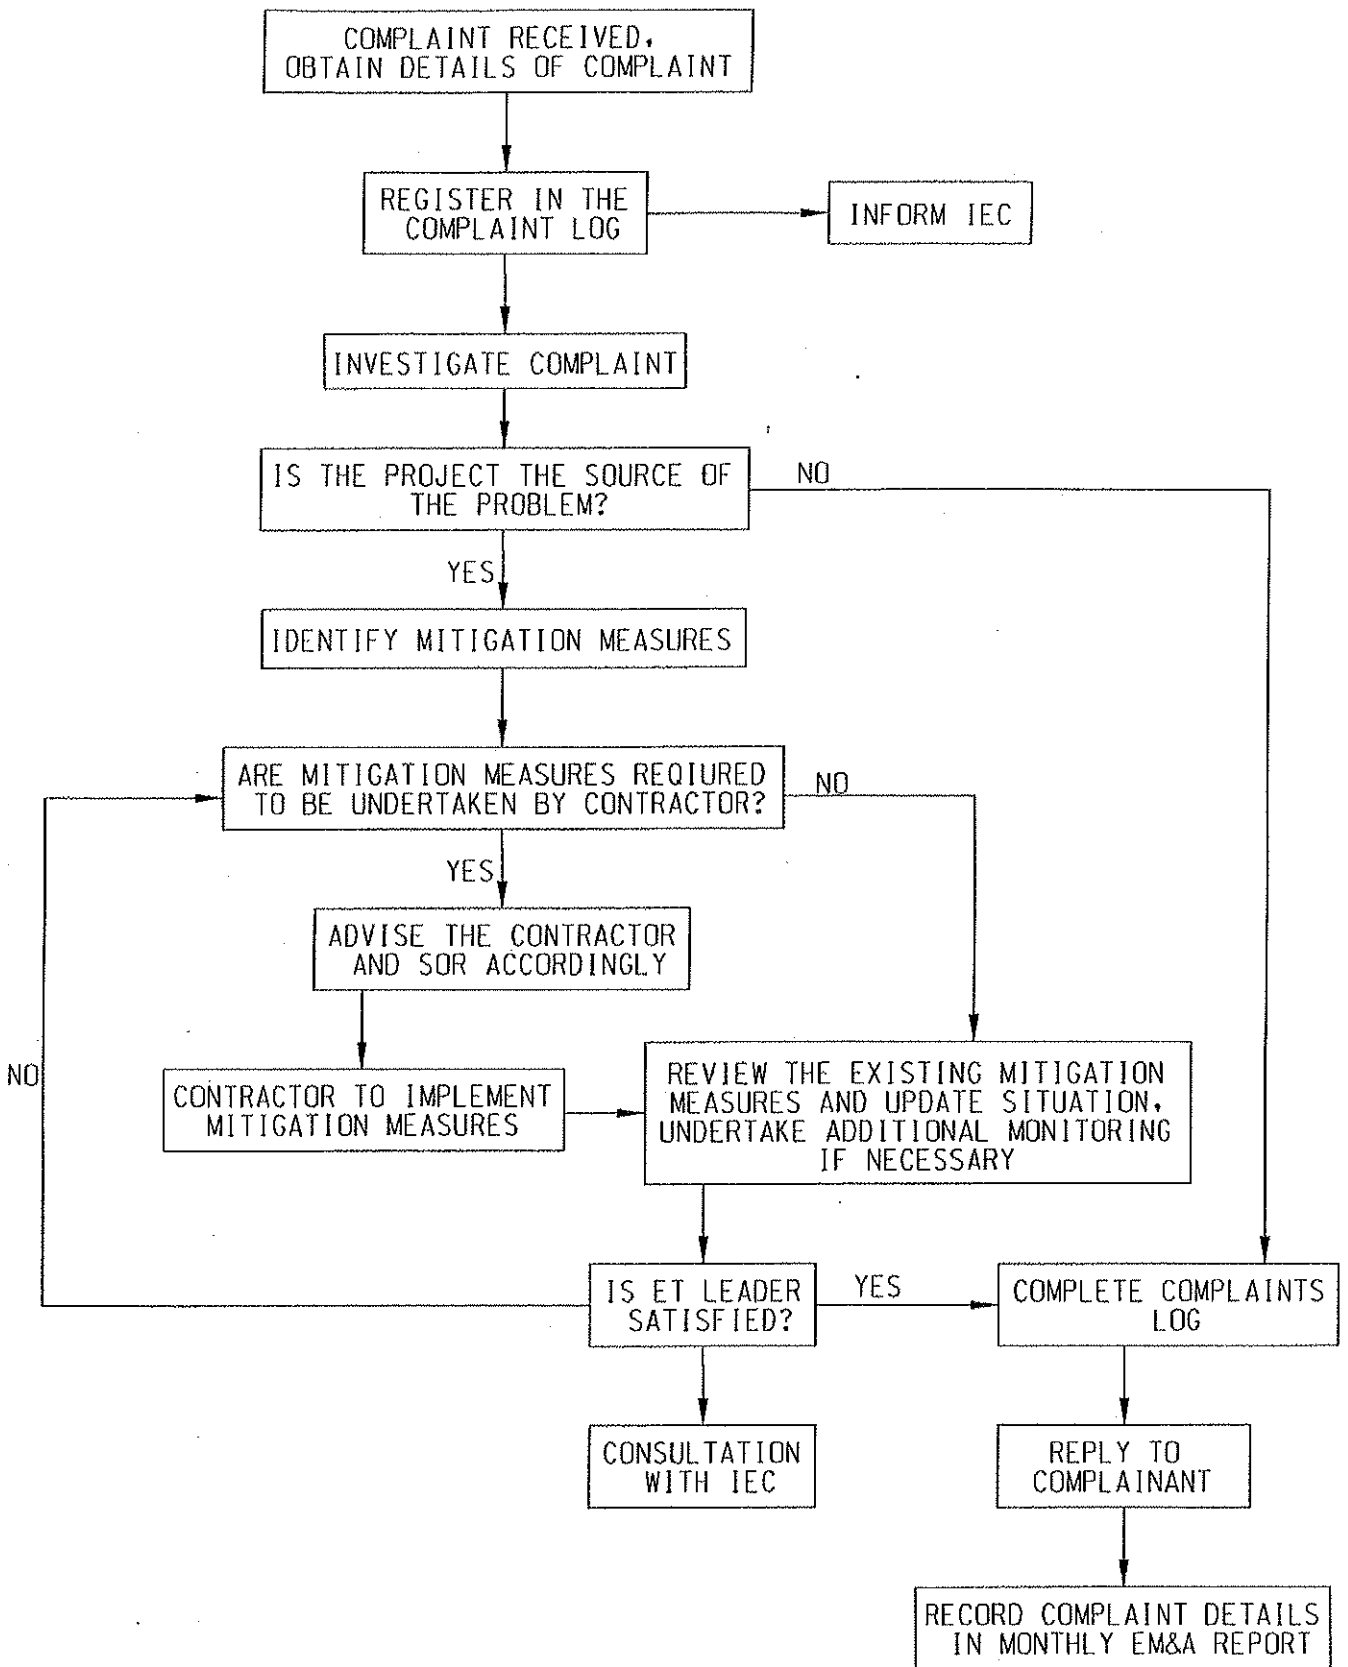 COMPLAINT RECEIVED,
OBTAIN DETAILS OF COMPLAINT
REGISTER IN THE
COMPLAINT LOG
INFORM IEC
INVESTIGATE COMPLAINT
IS THE PROJECT THE SOURCE OF
THE PROBLEM?
NO
YES
IDENTIFY MITIGATION MEASURES
ARE MITIGATION MEASURES REQIURED
TO BE UNDERTAKEN BY CONTRACTOR?
NO
YES
ADVISE THE CONTRACTOR
AND SOR ACCORDINGLY
NO
CONTRACTOR TO IMPLEMENT
MITIGATION MEASURES
REVIEW THE EXISTING MITIGATION
MEASURES AND UPDATE SITUATION,
UNDERTAKE ADDITIONAL MONITORING
IF NECESSARY
IS ET LEADER
SATISFIED?
YES
COMPLETE COMPLAINTS
LOG
CONSULTATION
WITH IEC
REPLY TO
COMPLAINANT
RECORD COMPLAINT DETAILS
IN MONTHLY EM&A REPORT